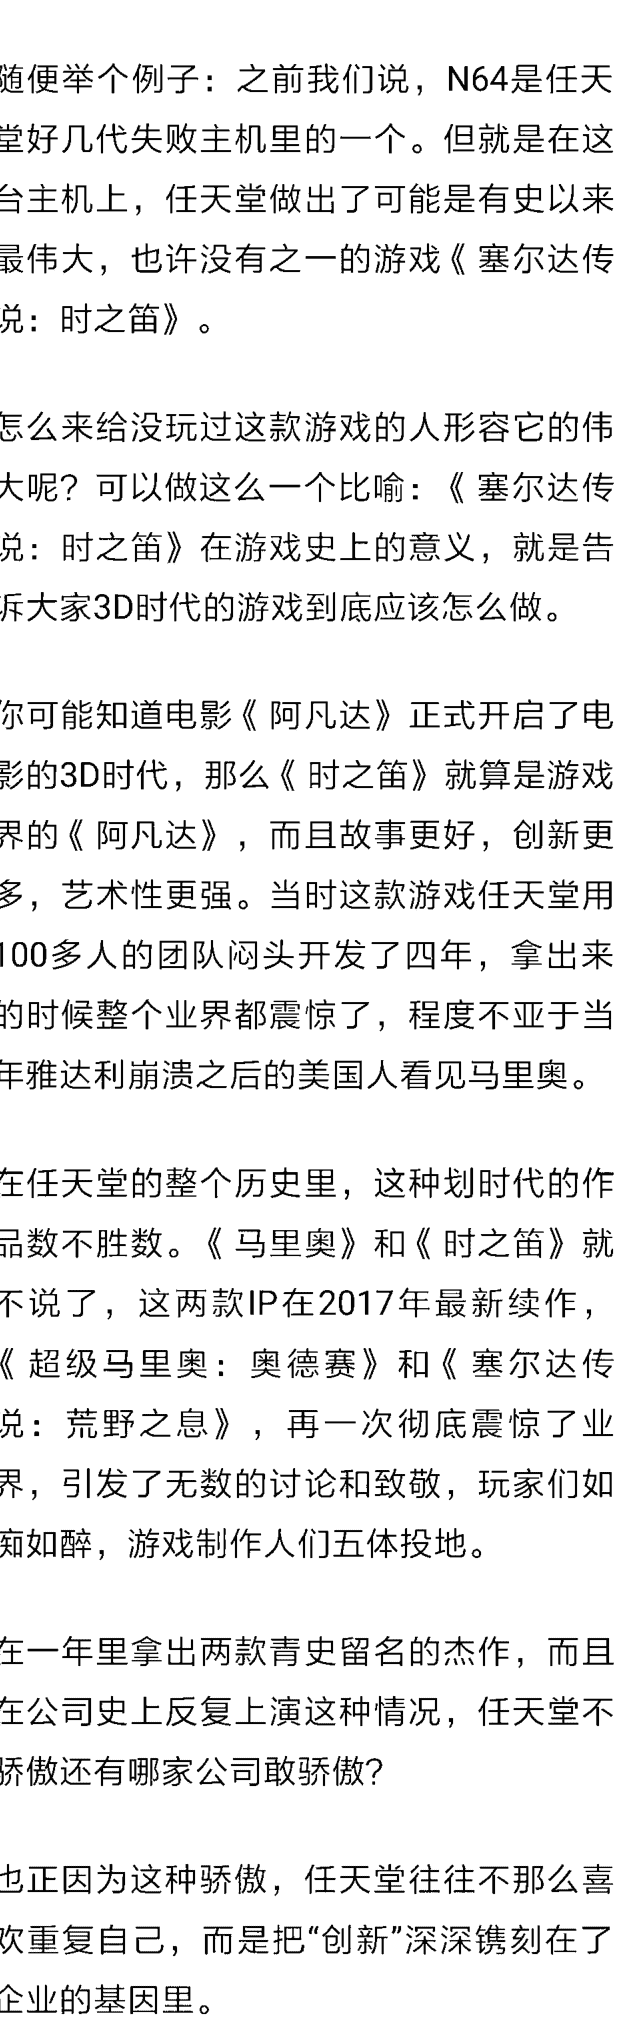 随便举个例子：之前我们说，N64是任天
堂好几代失败主机里的一个。但就是在这
台主机上，任天堂做出了可能是有史以来
最伟大，也许没有之一的游戏《塞尔达传
说：时之笛》。
怎么来给没玩过这款游戏的人形容它的伟
大呢？可以做这么一个比喻：《塞尔达传
说：时之笛》在游戏史上的意义，就是告
诉大家3D时代的游戏到底应该怎么做。
你可能知道电影《阿凡达》正式开启了电
影的3D时代，那么《时之笛》就算是游戏
界的《阿凡达》，而且故事更好，创新更
多，艺术性更强。当时这款游戏任天堂用
100多人的团队闷头开发了四年，拿出来
的时候整个业界都震惊了，程度不亚于当
年雅达利崩溃之后的美国人看见马里奥。
在任天堂的整个历史里，这种划时代的作
品数不胜数。《马里奥》和《时之笛》就
不说了，这两款IP在2017年最新续作，
《超级马里奥：奥德赛》和《塞尔达传
说：荒野之息》，再一次彻底震惊了业
界，引发了无数的讨论和致敬，玩家们如
痴如醉，游戏制作人们五体投地。
在一年里拿出两款青史留名的杰作，而且
在公司史上反复上演这种情况，任天堂不
骄傲还有哪家公司敢骄傲？
也正因为这种骄傲，任天堂往往不那么喜
欢重复自己，而是把“创新”深深镌刻在了
企业的基因里。